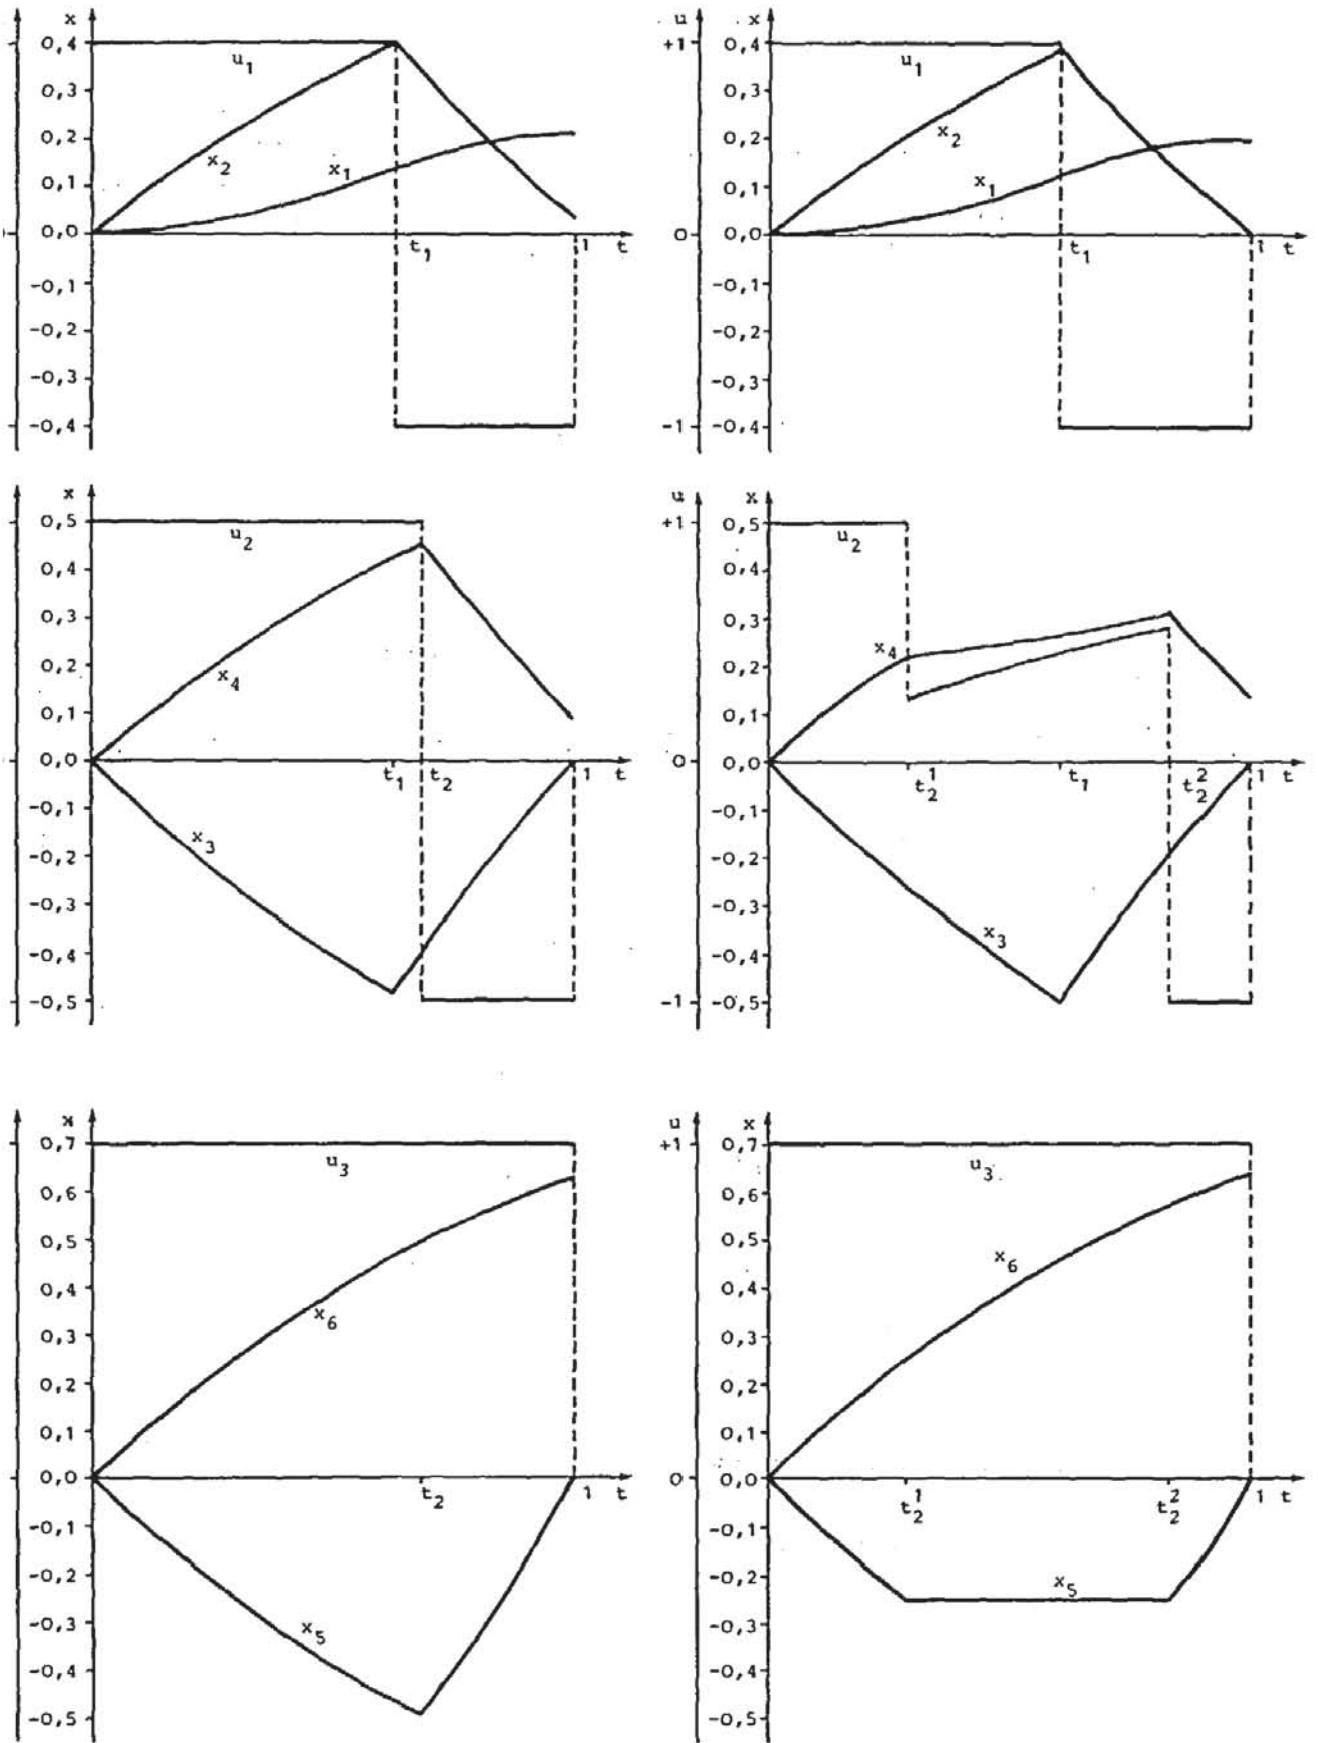 x
0,4
u1
0,3
0,2
x2
x1
0,1
0,0
t1
1 t
-0,1
-0,2
-0,3
-0,4
u x
+1 0,4
u1
0,3
x2
0,2
x1
0,1
0 0,0
t1
1 t
-0,1
-0,2
-0,3
-1 -0,4
x
0,5
u2
0,4
0,3
0,2
x4
0,1
0,0
t1 t2
1 t
-0,1
x3
-0,2
-0,3
-0,4
-0,5
u x
+1 0,5
u2
0,4
0,3
x4
0,2
0,1
0 0,0
t2^1
t1
t2^2
1 t
-0,1
-0,2
-0,3
x3
-0,4
-1 -0,5
x
0,7
u3
0,6
0,5
0,4
x6
0,3
0,2
0,1
0,0
t2
1 t
-0,1
-0,2
-0,3
x5
-0,4
-0,5
u x
+1 0,7
u3
0,6
0,5
x6
0,4
0,3
0,2
0,1
0 0,0
t2^1
t2^2
1 t
-0,1
-0,2
x5
-0,3
-0,4
-0,5